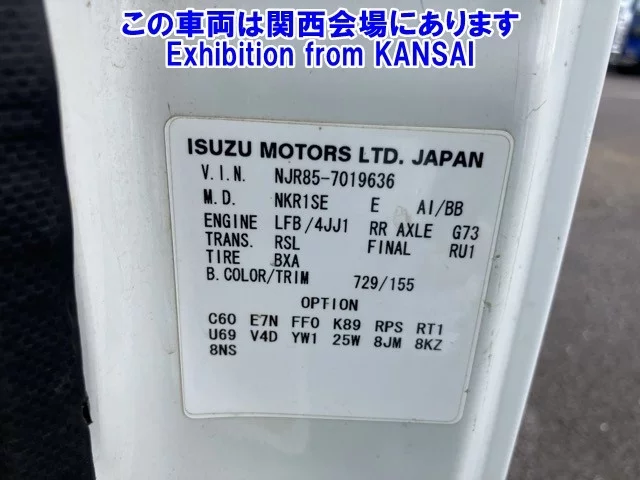 この車両は関西会場にあります
Exhibition from KANSAI
ISUZU MOTORS LTD. JAPAN
V.I.N. NJR85-7019636
M.D. NKR1SE E AI/BB
ENGINE LFB/4JJ1 RR AXLE G73
TRANS. RSL FINAL RU1
TIRE BXA
B.COLOR/TRIM 729/155
OPTION
C60 E7N FF0 K89 RPS RT1
U69 V4D YW1 25W 8JM 8KZ
8NS